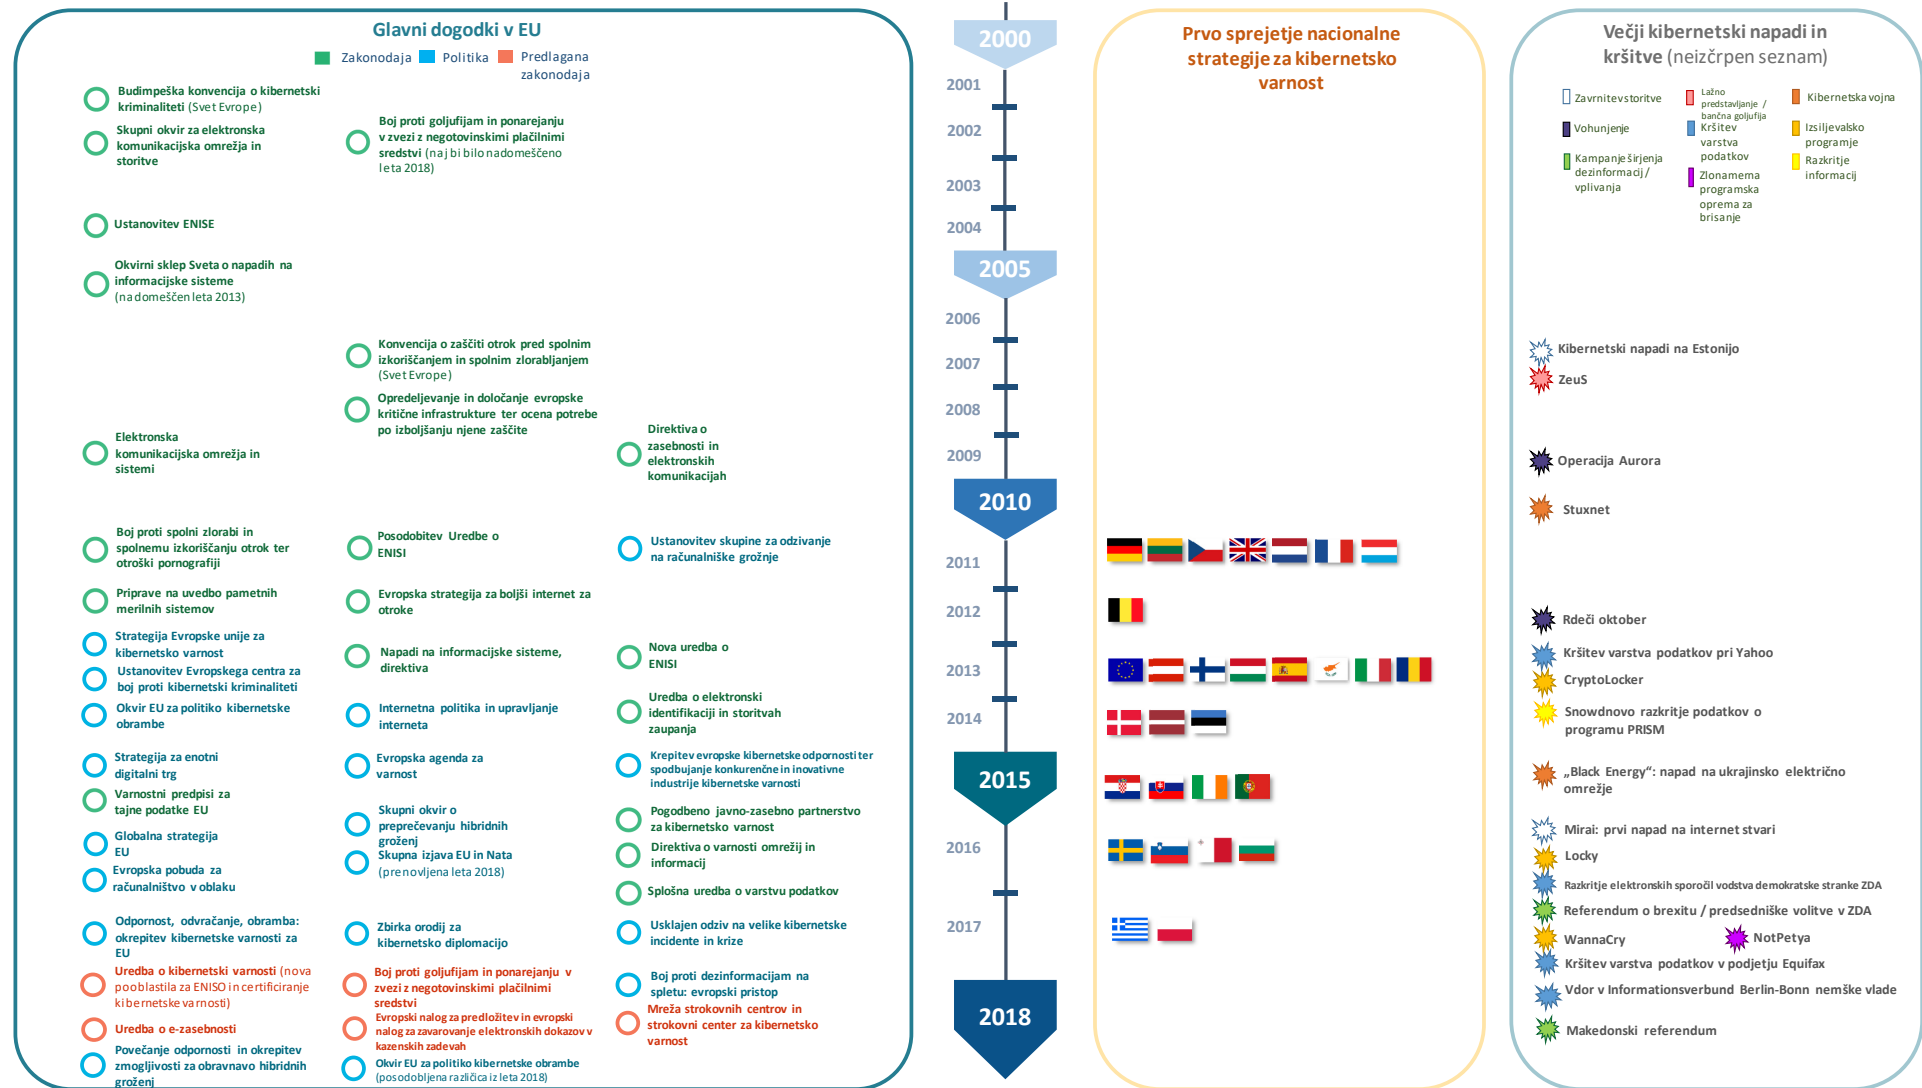 Glavni dogodki v EU
Zakonodaja
Politika
Predlagana
zakonodaja
Budimpeška konvencija o kibernetski
kriminaliteti (Svet Evrope)
Skupni okvir za elektronska
komunikacijska omrežja in
storitve
Boj proti goljufijam in ponarejanju
v zvezi z negotovinskimi plačilnimi
sredstvi (naj bi bilo nadomeščeno
leta 2018)
Ustanovitev ENISE
Okvirni sklep Sveta o napadih na
informacijske sisteme
(nadomeščen leta 2013)
Konvencija o zaščiti otrok pred spolnim
izkoriščanjem in spolnim zlorabljanjem
(Svet Evrope)
Opredeljevanje in določanje evropske
kritične infrastrukture ter ocena potrebe
po izboljšanju njene zaščite
Elektronska
komunikacijska omrežja in
sistemi
Direktiva o
zasebnosti in
elektronskih
komunikacijah
Boj proti spolni zlorabi in
spolnemu izkoriščanju otrok ter
otroški pornografiji
Posodobitev Uredbe o
ENISI
Ustanovitev skupine za odzivanje
na računalniške grožnje
Priprave na uvedbo pametnih
merilnih sistemov
Evropska strategija za boljši internet za
otroke
Strategija Evropske unije za
kibernetsko varnost
Napadi na informacijske sisteme,
direktiva
Nova uredba o
ENISI
Ustanovitev Evropskega centra za
boj proti kibernetski kriminaliteti
Okvir EU za politiko kibernetske
obrambe
Internetna politika in upravljanje
interneta
Uredba o elektronski
identifikaciji in storitvah
zaupanja
Strategija za enotni
digitalni trg
Evropska agenda za
varnost
Krepitev evropske kibernetske odpornosti ter
spodbujanje konkurenčne in inovativne
industrije kibernetske varnosti
Varnostni predpisi za
tajne podatke EU
Skupni okvir o
preprečevanju hibridnih
groženj
Pogodbeno javno-zasebno partnerstvo
za kibernetsko varnost
Globalna strategija
EU
Skupna izjava EU in Nata
(prenovljena leta 2018)
Direktiva o varnosti omrežij in
informacij
Evropska pobuda za
računalništvo v oblaku
Splošna uredba o varstvu podatkov
Odpornost, odvračanje, obramba:
okrepitev kibernetske varnosti za
EU
Zbirka orodij za
kibernetsko diplomacijo
Usklajen odziv na velike kibernetske
incidente in krize
Uredba o kibernetski varnosti (nova
pooblastila za ENISO in certificiranje
kibernetske varnosti)
Boj proti goljufijam in ponarejanju v
zvezi z negotovinskimi plačilnimi
sredstvi
Boj proti dezinformacijam na
spletu: evropski pristop
Uredba o e-zasebnosti
Evropski nalog za predložitev in evropski
nalog za zavarovanje elektronskih dokazov v
kazenskih zadevah
Mreža strokovnih centrov in
strokovni center za kibernetsko
varnost
Povečanje odpornosti in okrepitev
zmogljivosti za obravnavo hibridnih
groženj
Okvir EU za politiko kibernetske obrambe
(posodobljena različica iz leta 2018)
2000
2001
2002
2003
2004
2005
2006
2007
2008
2009
2010
2011
2012
2013
2014
2015
2016
2017
2018
Prvo sprejetje nacionalne
strategije za kibernetsko
varnost
Večji kibernetski napadi in
kršitve (neizčrpen seznam)
Zavrnitev storitve
Lažno
predstavljanje /
bančna goljufija
Kibernetska vojna
Vohunjenje
Kršitev
varstva
podatkov
Izsiljevalsko
programje
Kampanje širjenja
dezinformacij /
vplivanja
Zlonamerna
programska
oprema za
brisanje
Razkritje
informacij
Kibernetski napadi na Estonijo
ZeuS
Operacija Aurora
Stuxnet
Rdeči oktober
Kršitev varstva podatkov pri Yahoo
CryptoLocker
Snowdnovo razkritje podatkov o
programu PRISM
„Black Energy“: napad na ukrajinsko električno
omrežje
Mirai: prvi napad na internet stvari
Locky
Razkritje elektronskih sporočil vodstva demokratske stranke ZDA
Referendum o brexitu / predsedniške volitve v ZDA
WannaCry
NotPetya
Kršitev varstva podatkov v podjetju Equifax
Vdor v Informationsverbund Berlin-Bonn nemške vlade
Makedonski referendum